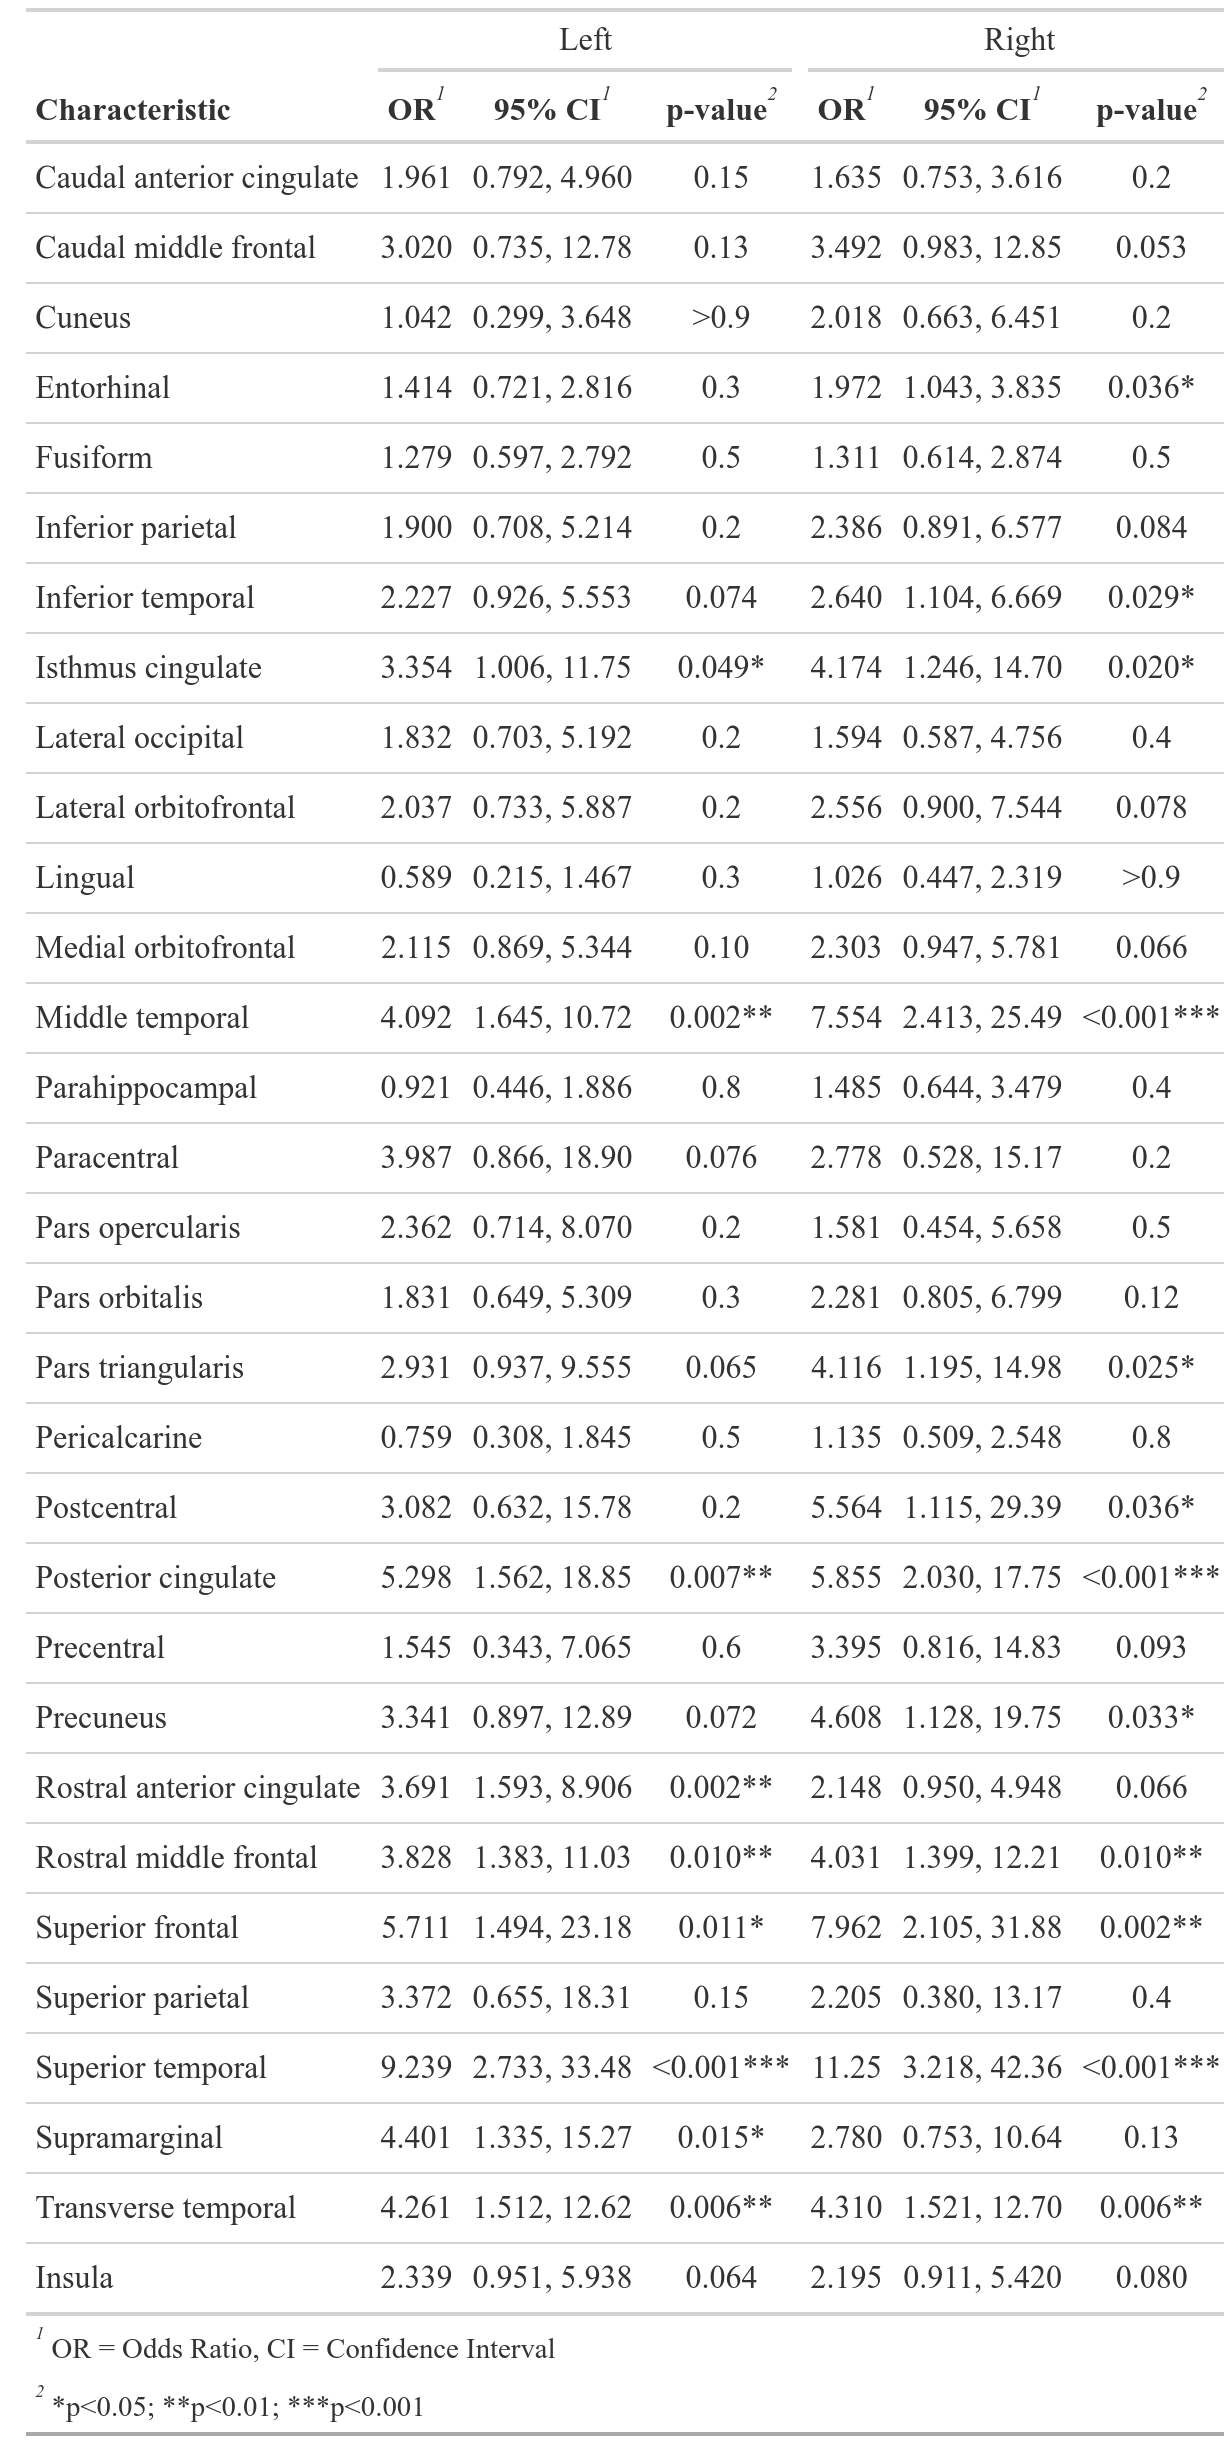 Left Right
Characteristic OR1 95% CI1 p-value2 OR1 95% CI1 p-value2
Caudal anterior cingulate 1.961 0.792, 4.960 0.15 1.635 0.753, 3.616 0.2
Caudal middle frontal 3.020 0.735, 12.78 0.13 3.492 0.983, 12.85 0.053
Cuneus 1.042 0.299, 3.648 >0.9 2.018 0.663, 6.451 0.2
Entorhinal 1.414 0.721, 2.816 0.3 1.972 1.043, 3.835 0.036*
Fusiform 1.279 0.597, 2.792 0.5 1.311 0.614, 2.874 0.5
Inferior parietal 1.900 0.708, 5.214 0.2 2.386 0.891, 6.577 0.084
Inferior temporal 2.227 0.926, 5.553 0.074 2.640 1.104, 6.669 0.029*
Isthmus cingulate 3.354 1.006, 11.75 0.049* 4.174 1.246, 14.70 0.020*
Lateral occipital 1.832 0.703, 5.192 0.2 1.594 0.587, 4.756 0.4
Lateral orbitofrontal 2.037 0.733, 5.887 0.2 2.556 0.900, 7.544 0.078
Lingual 0.589 0.215, 1.467 0.3 1.026 0.447, 2.319 >0.9
Medial orbitofrontal 2.115 0.869, 5.344 0.10 2.303 0.947, 5.781 0.066
Middle temporal 4.092 1.645, 10.72 0.002** 7.554 2.413, 25.49 <0.001***
Parahippocampal 0.921 0.446, 1.886 0.8 1.485 0.644, 3.479 0.4
Paracentral 3.987 0.866, 18.90 0.076 2.778 0.528, 15.17 0.2
Pars opercularis 2.362 0.714, 8.070 0.2 1.581 0.454, 5.658 0.5
Pars orbitalis 1.831 0.649, 5.309 0.3 2.281 0.805, 6.799 0.12
Pars triangularis 2.931 0.937, 9.555 0.065 4.116 1.195, 14.98 0.025*
Pericalcarine 0.759 0.308, 1.845 0.5 1.135 0.509, 2.548 0.8
Postcentral 3.082 0.632, 15.78 0.2 5.564 1.115, 29.39 0.036*
Posterior cingulate 5.298 1.562, 18.85 0.007** 5.855 2.030, 17.75 <0.001***
Precentral 1.545 0.343, 7.065 0.6 3.395 0.816, 14.83 0.093
Precuneus 3.341 0.897, 12.89 0.072 4.608 1.128, 19.75 0.033*
Rostral anterior cingulate 3.691 1.593, 8.906 0.002** 2.148 0.950, 4.948 0.066
Rostral middle frontal 3.828 1.383, 11.03 0.010** 4.031 1.399, 12.21 0.010**
Superior frontal 5.711 1.494, 23.18 0.011* 7.962 2.105, 31.88 0.002**
Superior parietal 3.372 0.655, 18.31 0.15 2.205 0.380, 13.17 0.4
Superior temporal 9.239 2.733, 33.48 <0.001*** 11.25 3.218, 42.36 <0.001***
Supramarginal 4.401 1.335, 15.27 0.015* 2.780 0.753, 10.64 0.13
Transverse temporal 4.261 1.512, 12.62 0.006** 4.310 1.521, 12.70 0.006**
Insula 2.339 0.951, 5.938 0.064 2.195 0.911, 5.420 0.080
1 OR = Odds Ratio, CI = Confidence Interval
2 *p<0.05; **p<0.01; ***p<0.001